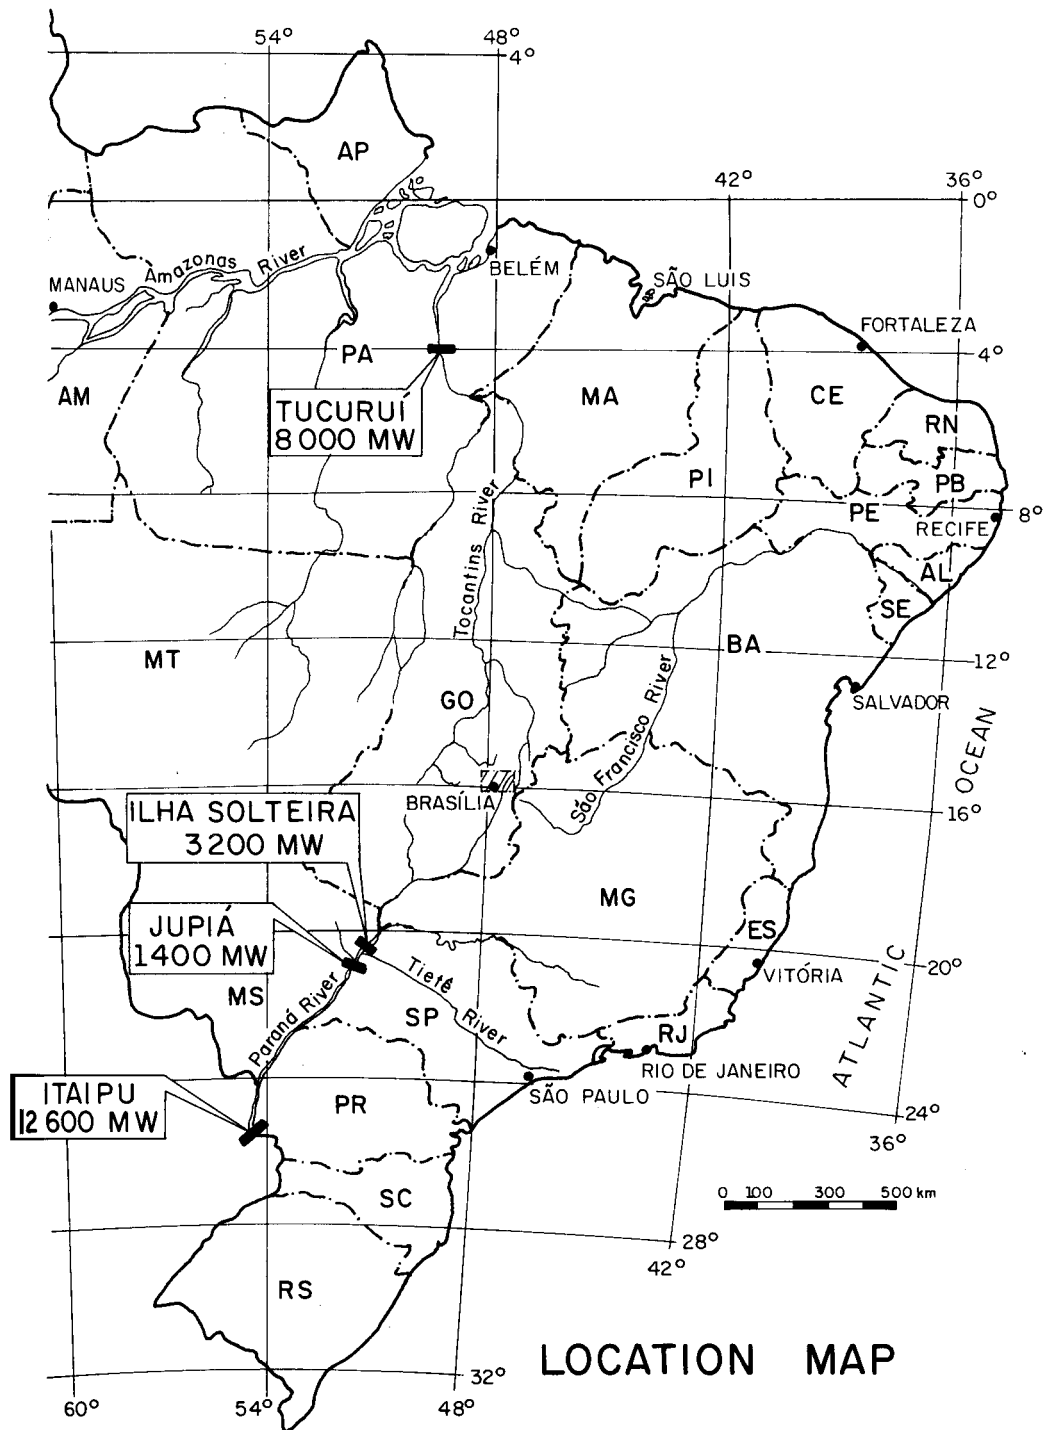 54°
48°
4°
AP
42°
36°
0°
Amazonas River
MANAUS
BELÉM
SÃO LUIS
FORTALEZA
4°
PA
AM
TUCURUÍ
8000 MW
MA
CE
RN
PI
PB
PE
8°
RECIFE
AL
SE
Tocantins River
MT
BA
12°
GO
SALVADOR
São Francisco River
OCEAN
BRASÍLIA
16°
ILHA SOLTEIRA
3200 MW
MG
JUPIÁ
1400 MW
ES
20°
VITÓRIA
MS
Tietê River
Paraná River
SP
RJ
RIO DE JANEIRO
ATLANTIC
ITAIPU
12600 MW
SÃO PAULO
PR
24°
36°
SC
0 100 300 500 km
28°
42°
RS
LOCATION MAP
32°
60°
54°
48°